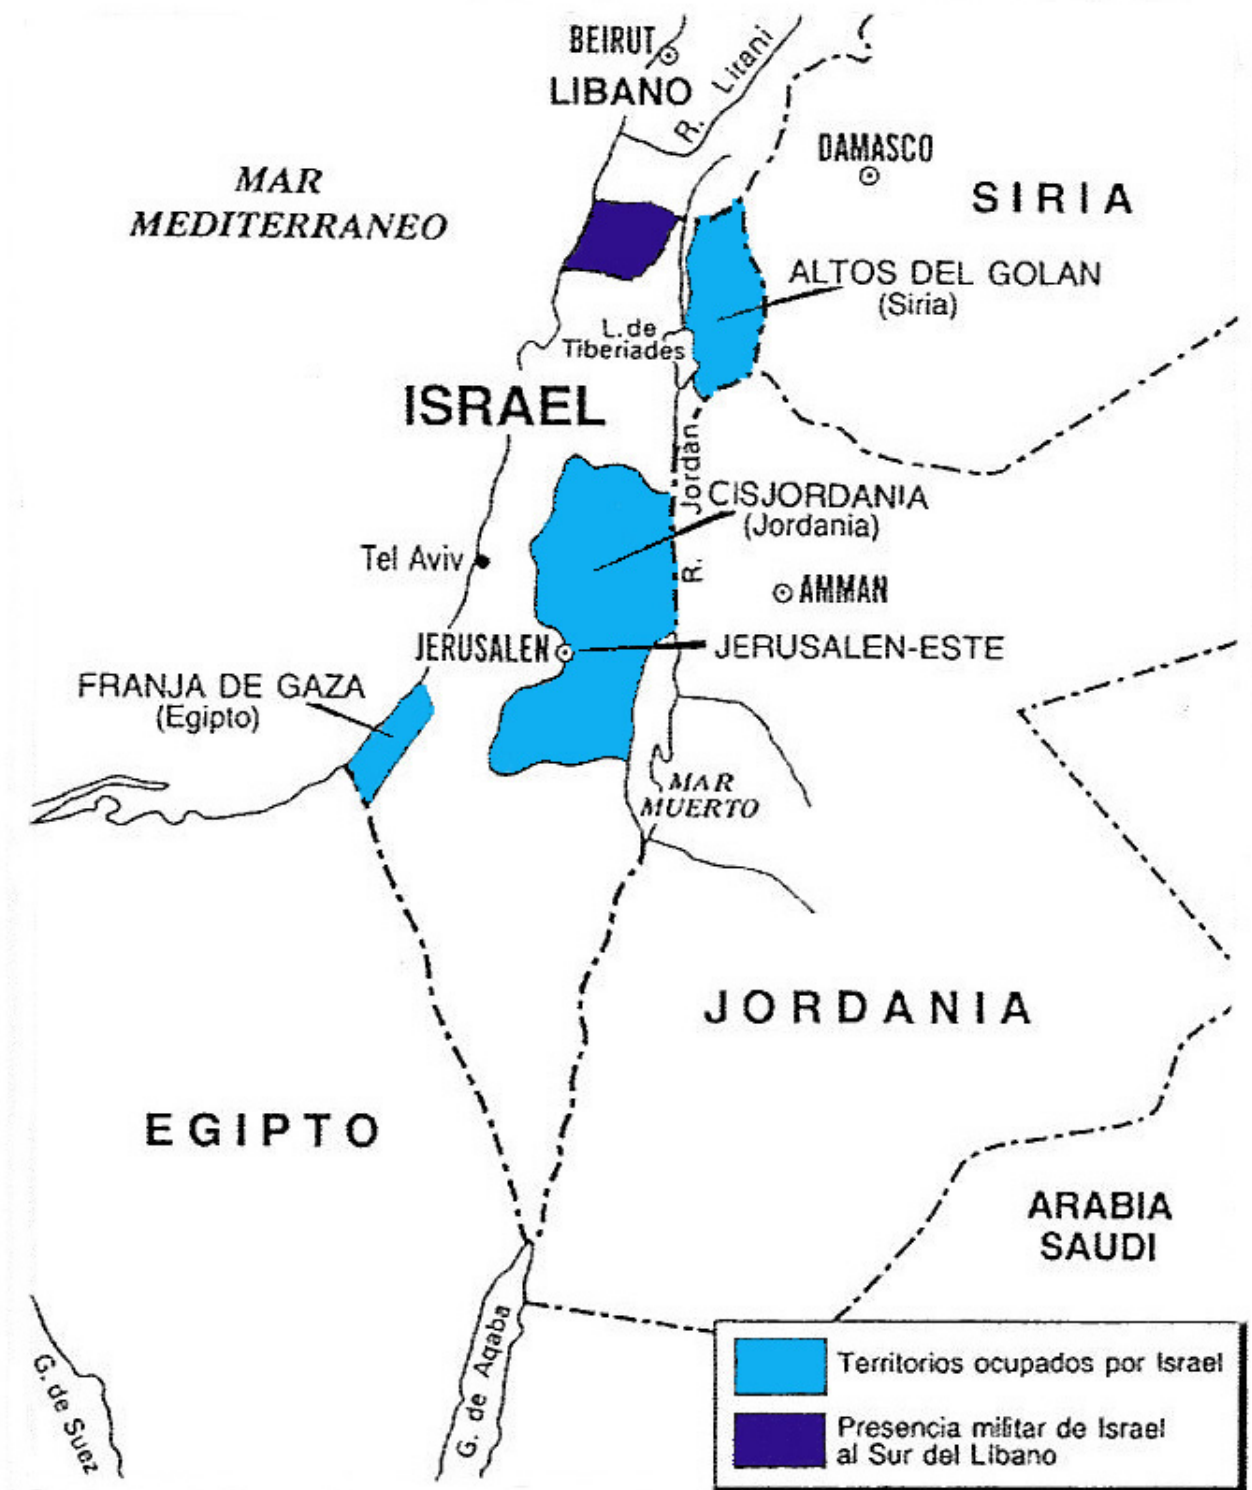 BEIRUT
LIBANO
R. Litani
DAMASCO
SIRIA
MAR
MEDITERRANEO
ALTOS DEL GOLAN
(Siria)
L. de
Tiberiades
ISRAEL
R. Jordan
CISJORDANIA
(Jordania)
Tel Aviv
AMMAN
JERUSALEN
JERUSALEN-ESTE
FRANJA DE GAZA
(Egipto)
MAR
MUERTO
JORDANIA
EGIPTO
ARABIA
SAUDI
G. de Suez
G. de Aqaba
Territorios ocupados por Israel
Presencia militar de Israel
al Sur del Libano